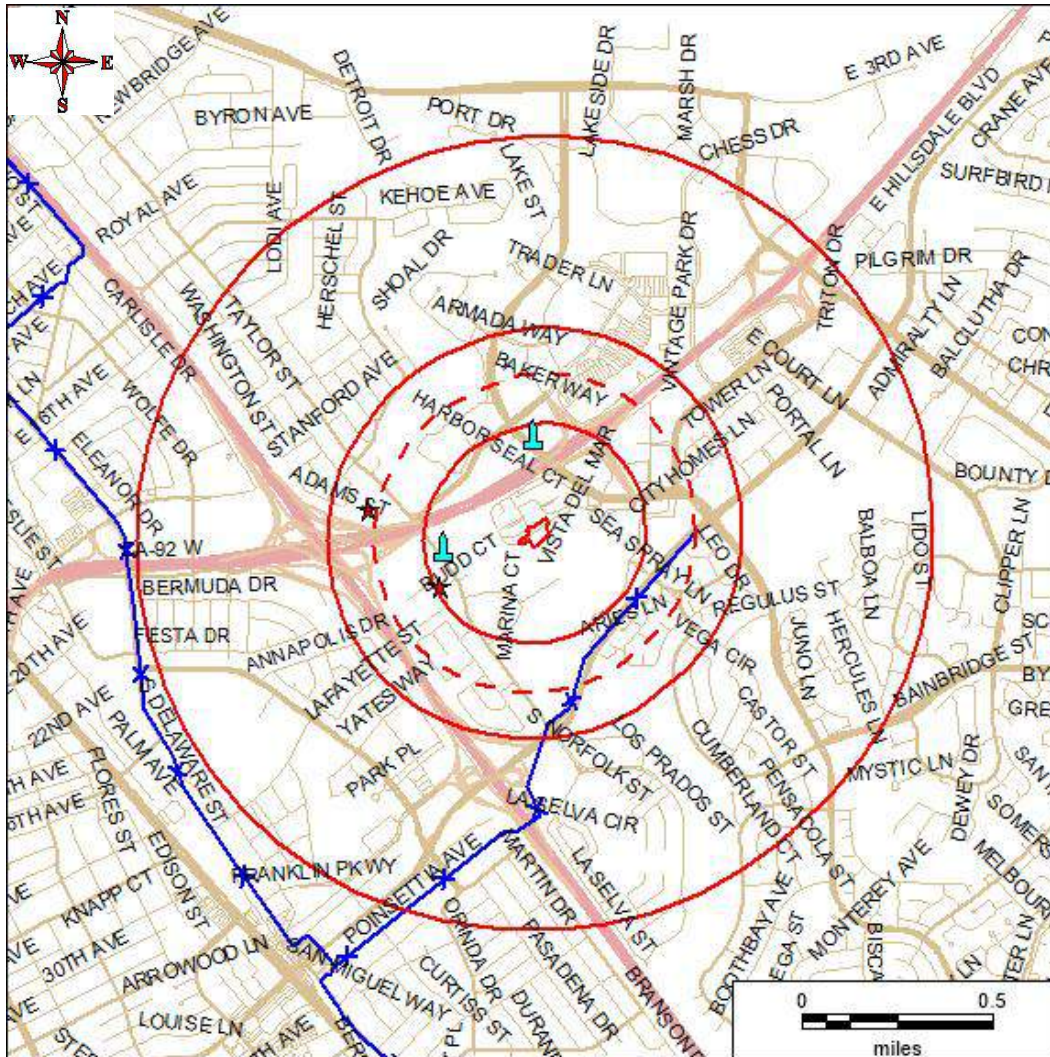 N
W E
S
NEWBRIDGE AVE
BYRON AVE
DETROIT DR
PORT DR
LAKESIDE DR
MARSH DR
E 3RD AVE
CHESS DR
E HILLSDALE BLVD
CRANE AVE
SURFBIRD
ROYAL AVE
LODI AVE
HERSCHEL ST
KEHOE AVE
LAKE ST
SHOAL DR
TRADER LN
VINTAGE PARK DR
TRITON DR
PILGRIM DR
CARLISLE DR
WASHINGTON ST
TAYLOR ST
S STANFORD AVE
ARMADA WAY
BAKER WAY
HARBOR SEAL CT
E COURT LN
ADMIRALTY LN
BALCLUTHA DR
E 16TH AVE
WOLFE DR
ELEANOR DR
ADAMS ST
VISTA DEL MAR
TOWER LN
CITY HOMES LN
PORTAL LN
BOUNTY D
LESLIE ST
CA-92 W
BERMUDA DR
FIESTA DR
ANNAPOLIS DR
BUDD CT
MARINA CT
SEA SPRAY LN
ARIES LN
LEO DR
REGULUS ST
VEGA CIR
JUNO LN
HERCULES LN
BALBOA LN
LIDO ST
CLIPPER LN
BAINBRIDGE ST
20TH AVE
22ND AVE
PALM AVE
S DELAWARE ST
FLORES ST
LAFAYETTE ST
YATES WAY
PARK PL
S NORFOLK ST
LOS PRADOS ST
CASTOR ST
CUMBERLAND CT
PENSACOLA ST
MYSTIC LN
DEWEY DR
LA SELVA CIR
EDISON ST
FRANKLIN PKWY
POINSETTIA AVE
MARTIN DR
LA SELVA ST
KNAPP CT
30TH AVE
ARROWOOD LN
SAN MIGUEL WAY
ORINDA DR
CURTISS ST
PASADENA DR
DURAN
BRANSON D
BOOTHBAY AVE
VEGA ST
MONTEREY AVE
LOUISE LN
0 0.5
miles